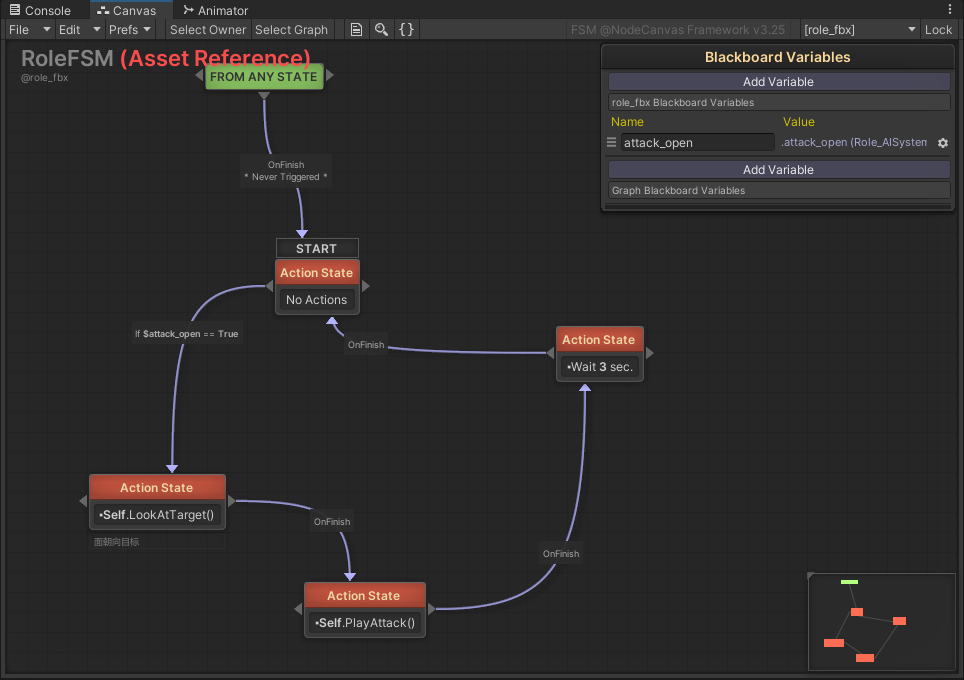 Console
Canvas
Animator
File
Edit
Prefs
Select Owner
Select Graph
{}
FSM @NodeCanvas Framework v3.25
[role_fbx]
Lock
RoleFSM (Asset Reference)
@role_fbx
FROM ANY STATE
OnFinish
* Never Triggered *
START
Action State
No Actions
If $attack_open == True
OnFinish
Action State
•Wait 3 sec.
Action State
•Self.LookAtTarget()
面朝向目标
OnFinish
Action State
•Self.PlayAttack()
OnFinish
Blackboard Variables
Add Variable
role_fbx Blackboard Variables
Name
Value
attack_open
.attack_open (Role_AISystem
Add Variable
Graph Blackboard Variables